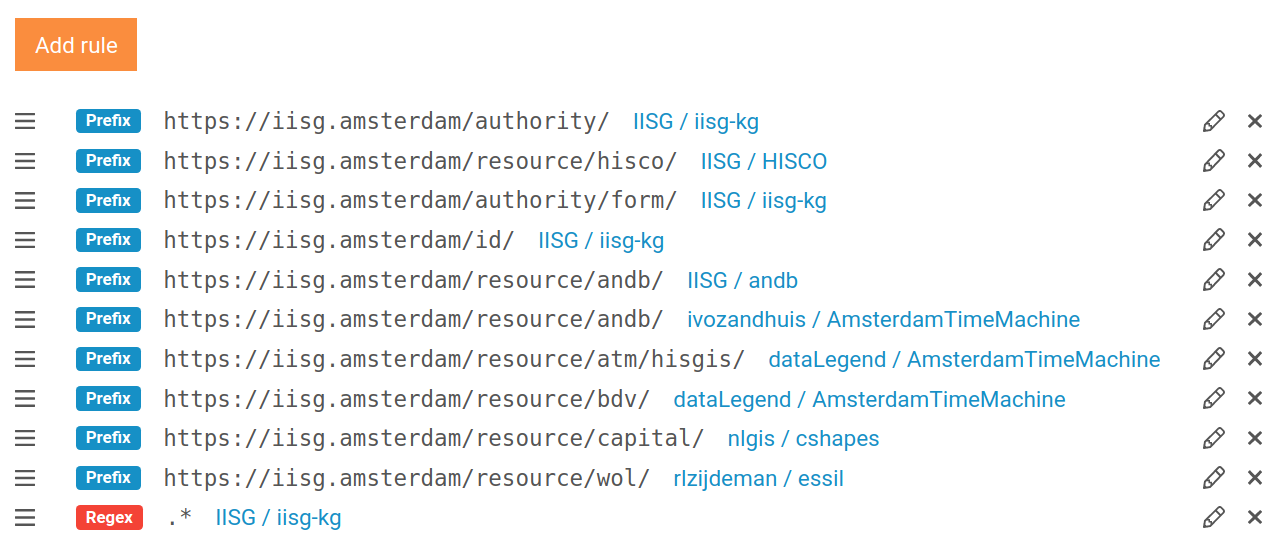 Add rule
Prefix https://iisg.amsterdam/authority/ IISG / iisg-kg
Prefix https://iisg.amsterdam/resource/hisco/ IISG / HISCO
Prefix https://iisg.amsterdam/authority/form/ IISG / iisg-kg
Prefix https://iisg.amsterdam/id/ IISG / iisg-kg
Prefix https://iisg.amsterdam/resource/andb/ IISG / andb
Prefix https://iisg.amsterdam/resource/andb/ ivozandhuis / AmsterdamTimeMachine
Prefix https://iisg.amsterdam/resource/atm/hisgis/ dataLegend / AmsterdamTimeMachine
Prefix https://iisg.amsterdam/resource/bdv/ dataLegend / AmsterdamTimeMachine
Prefix https://iisg.amsterdam/resource/capital/ nlgis / cshapes
Prefix https://iisg.amsterdam/resource/wol/ rlzijdeman / essil
Regex .* IISG / iisg-kg